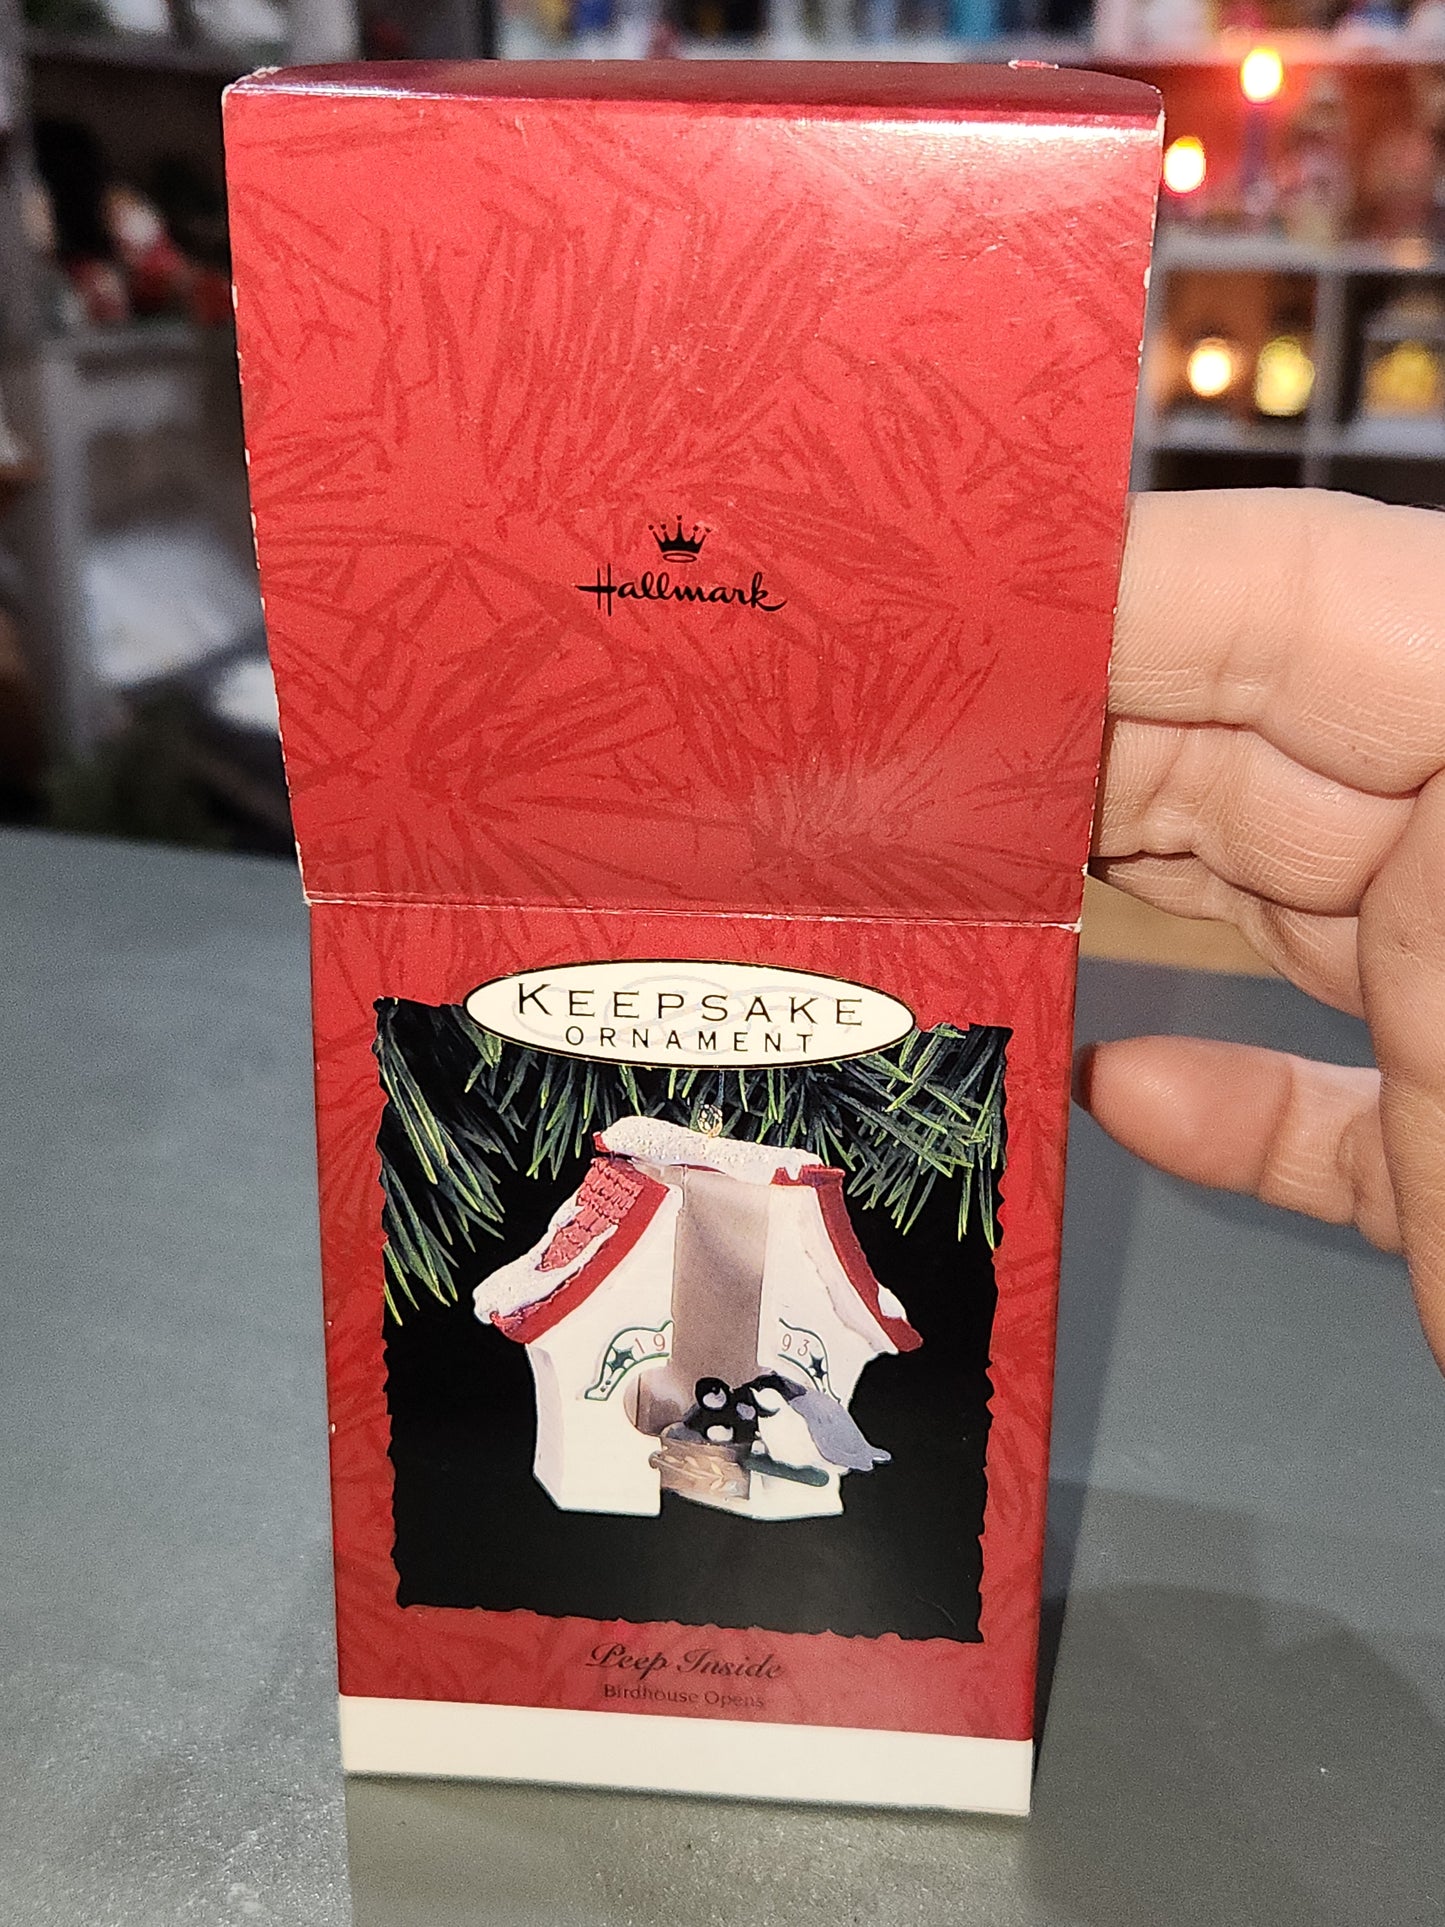 Hallmark
KEEPSAKE
ORNAMENT
19 93
Peep Inside
Birdhouse Opens